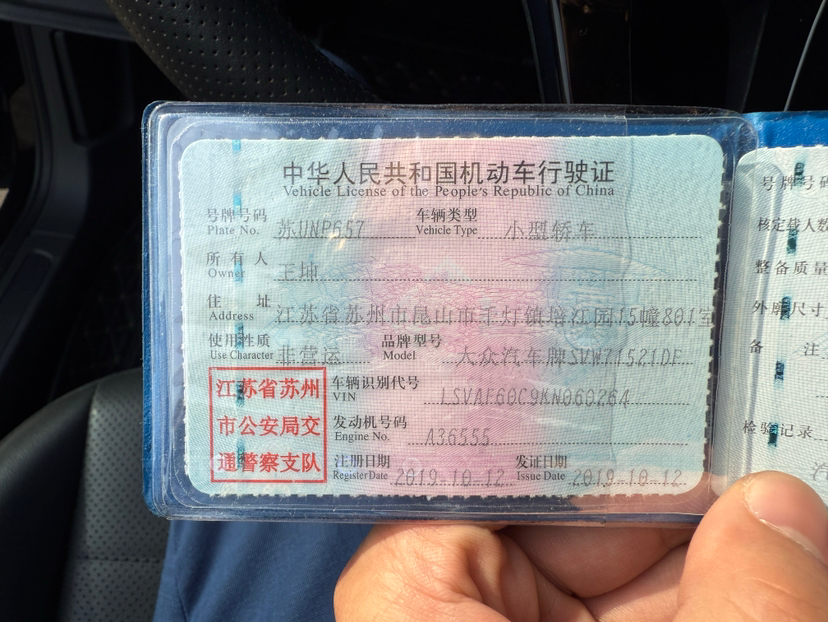 中华人民共和国机动车行驶证
Vehicle License of the People's Republic of China
号牌号码 Plate No. 苏UNP657 车辆类型 Vehicle Type 小型轿车
所有人 Owner 王坤
住址 Address 江苏省苏州市昆山市千灯镇培江园15幢801室
使用性质 Use Character 非营运 品牌型号 Model 大众汽车牌SVW71521DF
江苏省苏州
市公安局交
通警察支队
车辆识别代号 VIN LSVAF60C9KN060264
发动机号码 Engine No. A36555
注册日期 Register Date 2019-10-12 发证日期 Issue Date 2019-10-12
号牌号码
核定载人数
整备质量
外廓尺寸
备注
检验记录